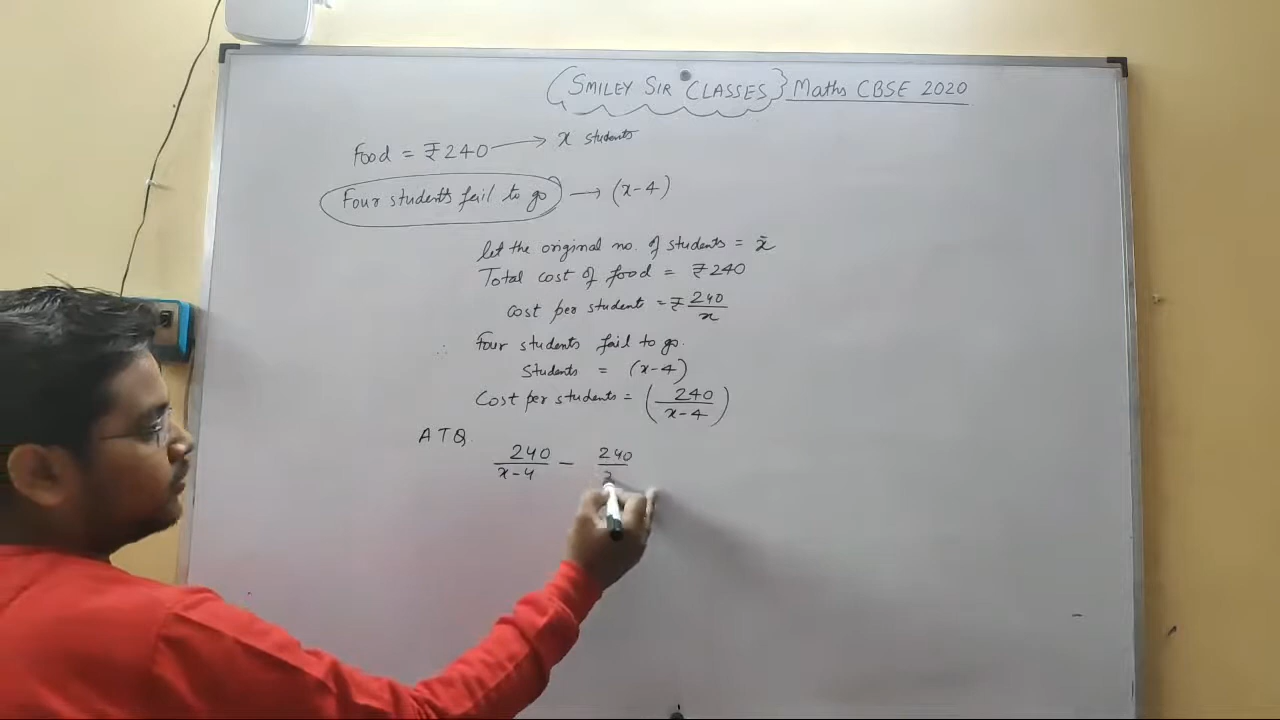 (SMILEY SIR CLASSES} Maths CBSE 2020
Food = ₹240 → x students
Four students fail to go → (x-4)
let the original no. of students = x
Total cost of food = ₹240
cost per student = ₹ 240/x
∴ Four students fail to go.
Students = (x-4)
Cost per students = (240/x-4)
ATQ.
240/x-4 - 240/